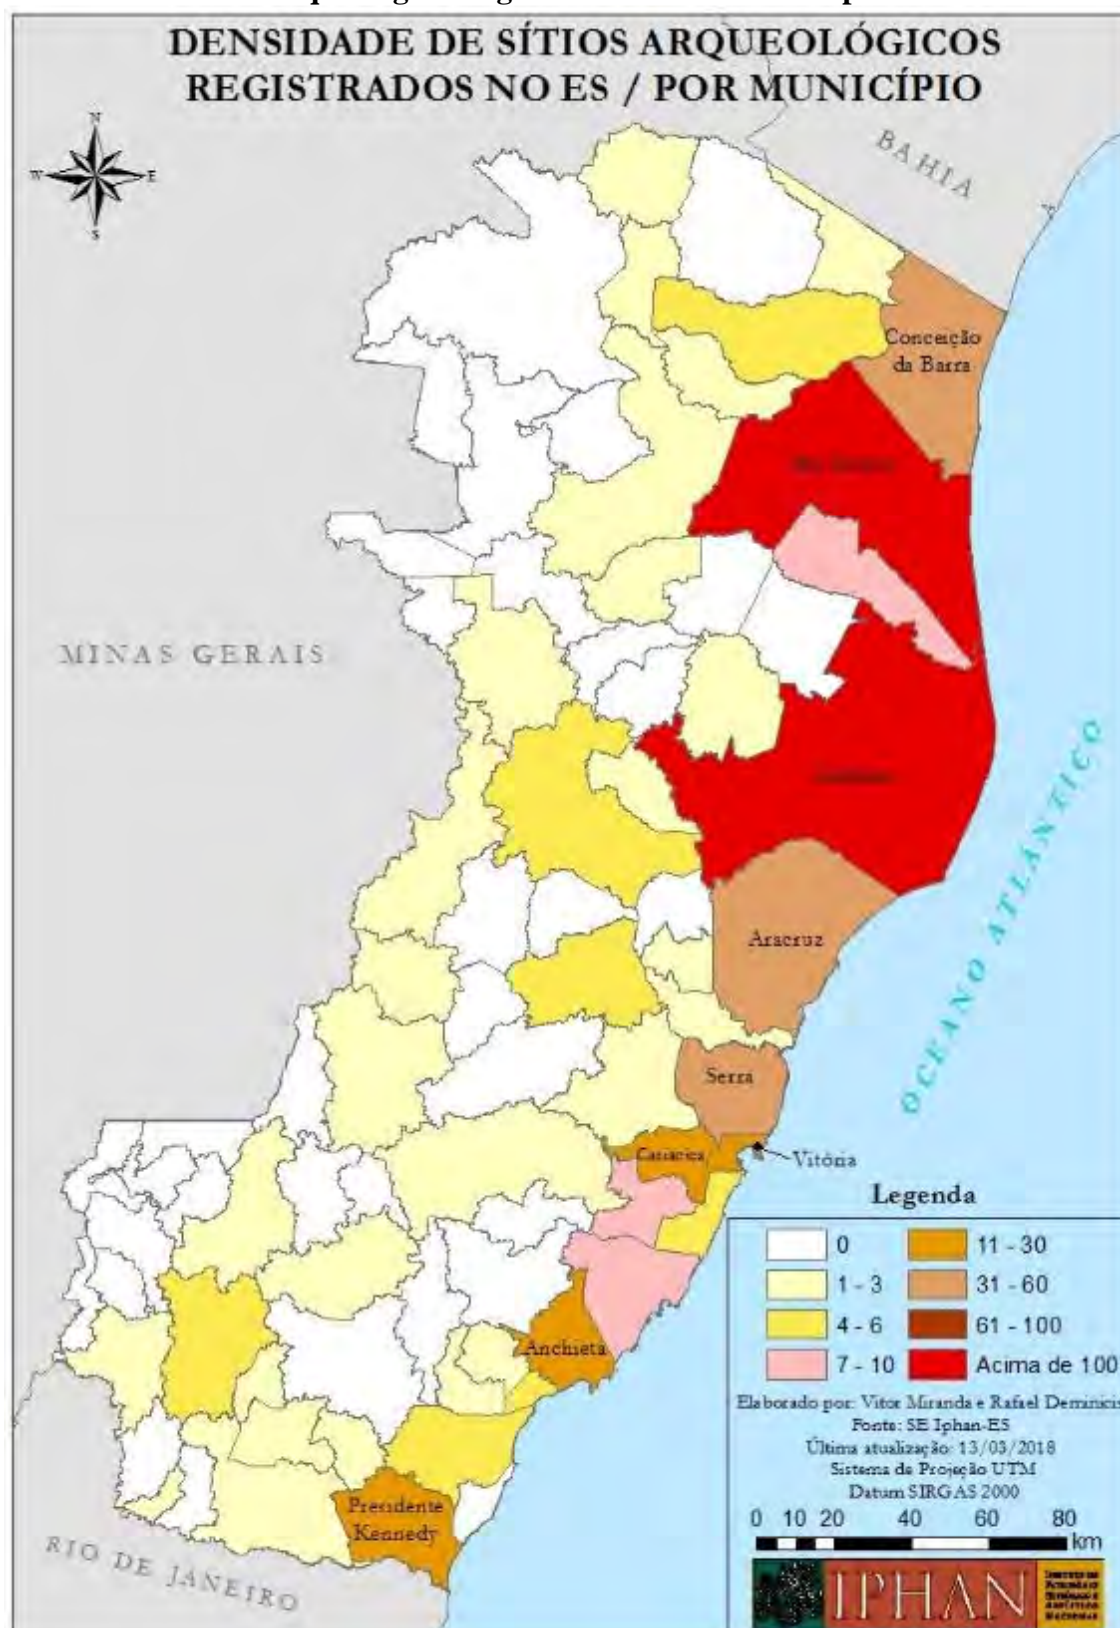 DENSIDADE DE SÍTIOS ARQUEOLÓGICOS
REGISTRADOS NO ES / POR MUNICÍPIO
N
W
E
S
BAHIA
Conceição
da Barra
MINAS GERAIS
OCEANO ATLÂNTICO
Aracruz
Serra
Cariacica
Vitória
Anchieta
Presidente
Kennedy
RIO DE JANEIRO
Legenda
0
11 - 30
1 - 3
31 - 60
4 - 6
61 - 100
7 - 10
Acima de 100
Elaborado por: Vitor Miranda e Rafael Deminicis
Fonte: SE Iphan-ES
Última atualização: 13/03/2018
Sistema de Projeção UTM
Datum SIRGAS 2000
0 10 20 40 60 80
km
IPHAN